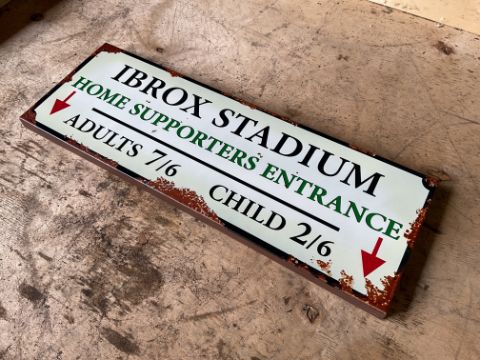 IBROX STADIUM
HOME SUPPORTERS ENTRANCE
ADULTS 7/6 CHILD 2/6